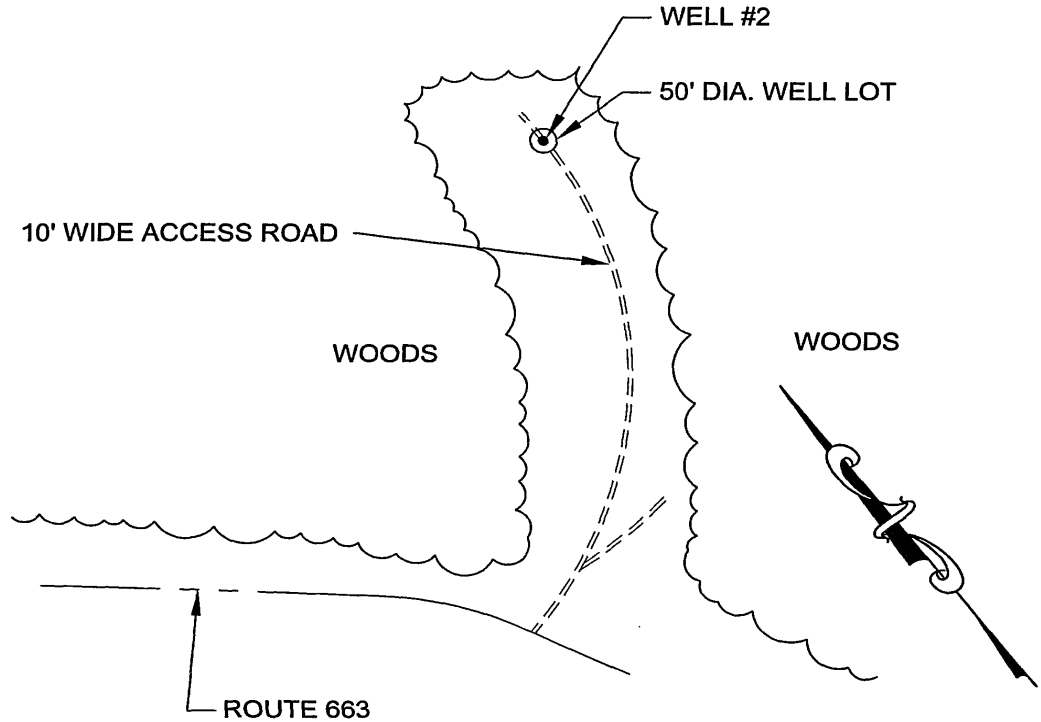 WELL #2
50' DIA. WELL LOT
10' WIDE ACCESS ROAD
WOODS
WOODS
ROUTE 663